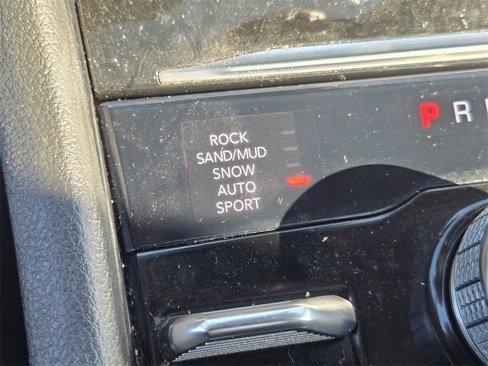 P R
ROCK
SAND/MUD
SNOW
AUTO
SPORT